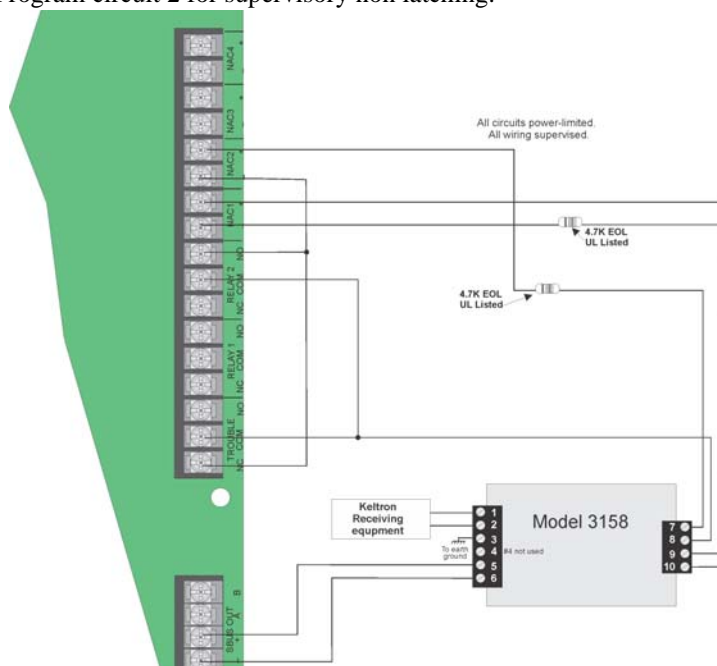 Program circuit 2 for supervisory non latching.
All circuits power-limited.
All wiring supervised.
+
NAC4
+
NAC3
+
NAC2
+
NAC1
NO
COM
NC
RELAY 2
NO
COM
NC
RELAY 1
NO
COM
NC
TROUBLE
4.7K EOL
UL Listed
4.7K EOL
UL Listed
Keltron
Receiving
equpment
To earth
ground
1
2
3
4
5
6
#4 not used
Model 3158
7
8
9
10
B
A
+
SBUS OUT